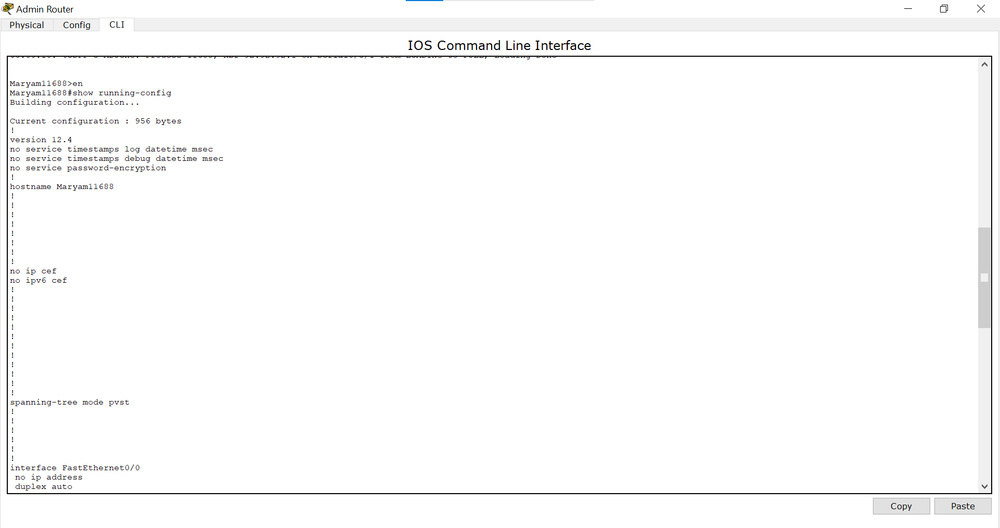 Admin Router
Physical Config CLI
IOS Command Line Interface
Maryam11688>en
Maryam11688#show running-config
Building configuration...
Current configuration : 956 bytes
!
version 12.4
no service timestamps log datetime msec
no service timestamps debug datetime msec
no service password-encryption
!
hostname Maryam11688
!
!
!
!
!
!
!
!
no ip cef
no ipv6 cef
!
!
!
!
!
!
!
!
!
!
!
!
spanning-tree mode pvst
!
!
!
!
!
!
interface FastEthernet0/0
no ip address
duplex auto
Copy Paste